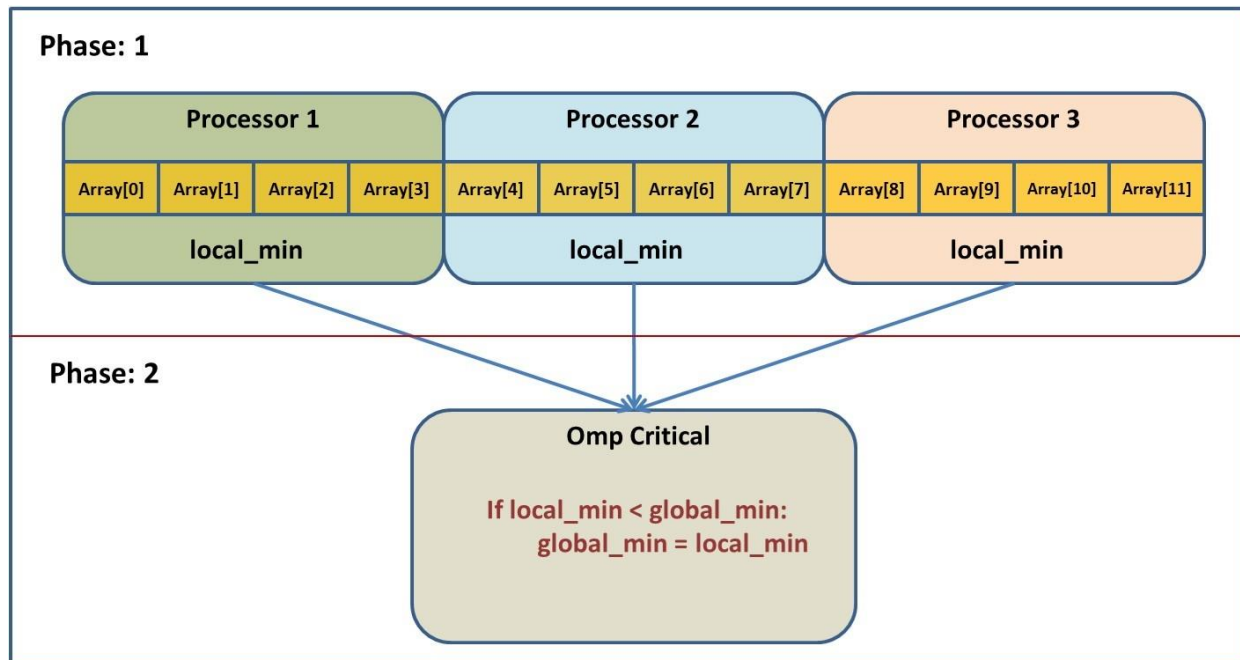 Phase: 1
Processor 1
Processor 2
Processor 3
Array[0]
Array[1]
Array[2]
Array[3]
Array[4]
Array[5]
Array[6]
Array[7]
Array[8]
Array[9]
Array[10]
Array[11]
local_min
local_min
local_min
Phase: 2
Omp Critical
If local_min < global_min:
global_min = local_min